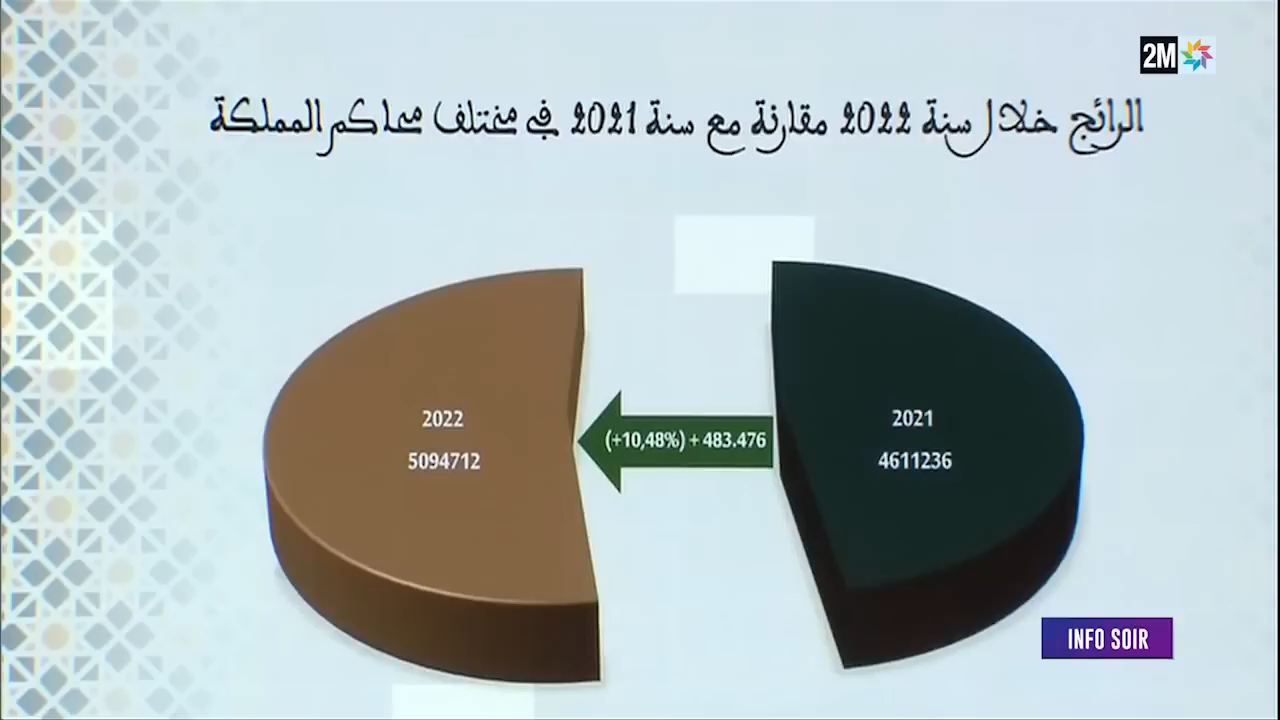 2M
الرائج خلال سنة 2022 مقارنة مع سنة 2021 في مختلف محاكم المملكة
2022
5094712
(+10,48%) + 483.476
2021
4611236
INFO SOIR